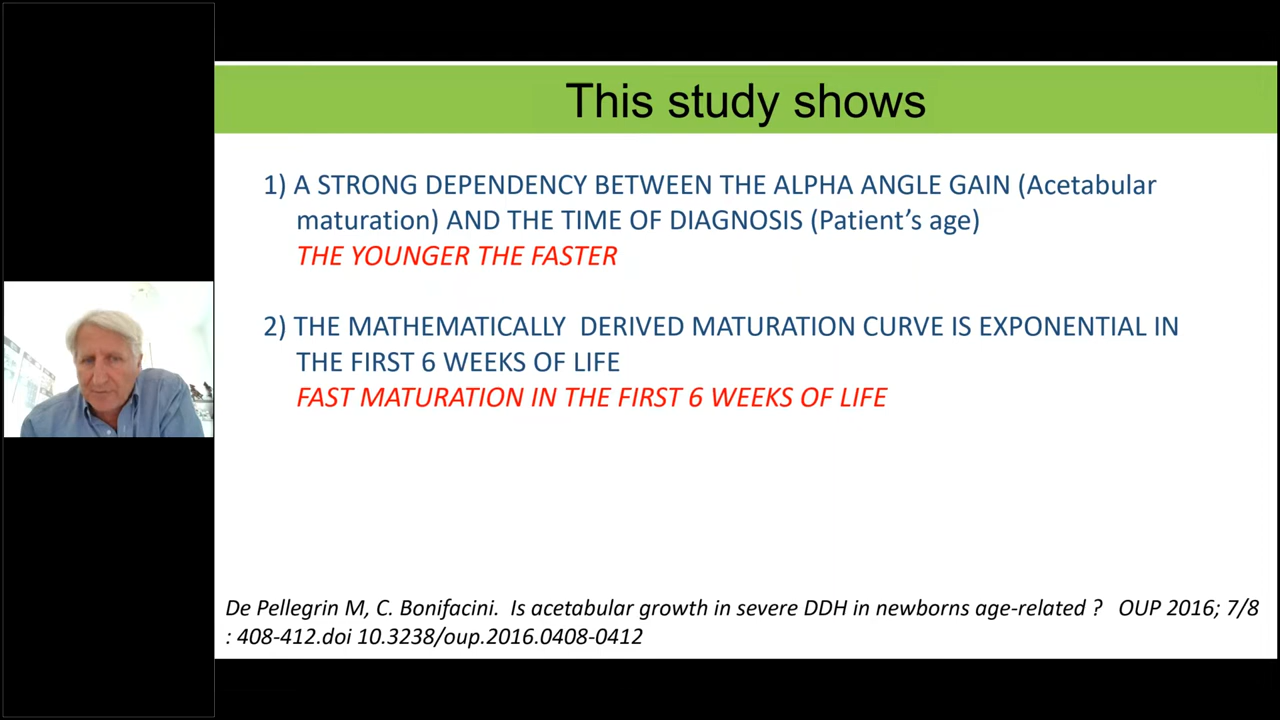 This study shows
1) A STRONG DEPENDENCY BETWEEN THE ALPHA ANGLE GAIN (Acetabular
maturation) AND THE TIME OF DIAGNOSIS (Patient’s age)
THE YOUNGER THE FASTER
2) THE MATHEMATICALLY  DERIVED MATURATION CURVE IS EXPONENTIAL IN
THE FIRST 6 WEEKS OF LIFE
FAST MATURATION IN THE FIRST 6 WEEKS OF LIFE
De Pellegrin M, C. Bonifacini.  Is acetabular growth in severe DDH in newborns age-related ?   OUP 2016; 7/8
: 408-412.doi 10.3238/oup.2016.0408-0412